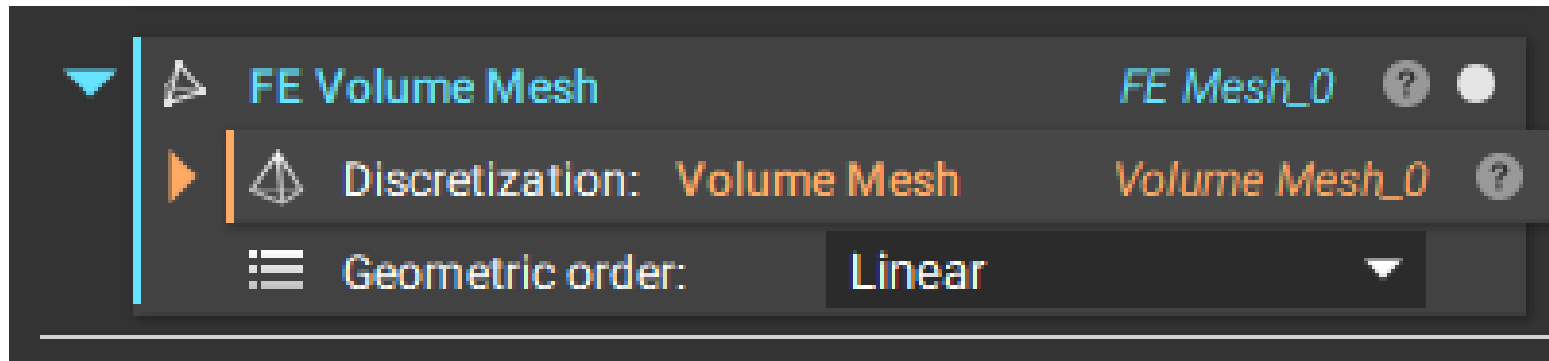 FE Volume Mesh FE Mesh_0 ?
Discretization: Volume Mesh Volume Mesh_0 ?
Geometric order: Linear